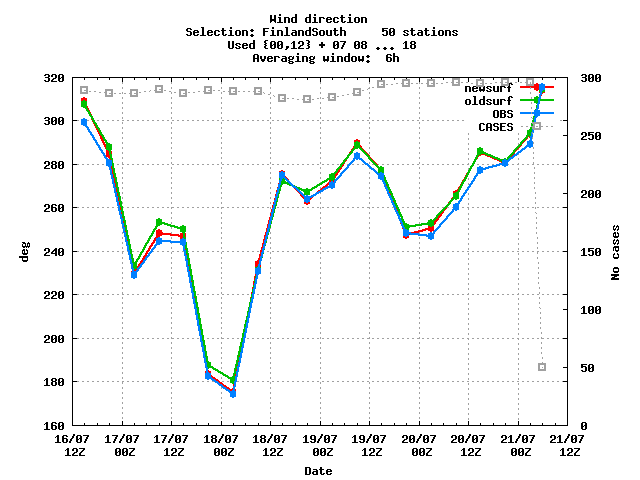 Wind direction
Selection: FinlandSouth 50 stations
Used {00,12} + 07 08 ... 18
Averaging window: 6h
320
300
280
260
240
220
200
180
160
deg
300
250
200
150
100
50
0
No cases
newsurf
oldsurf
OBS
CASES
16/07 17/07 17/07 18/07 18/07 19/07 19/07 20/07 20/07 21/07 21/07
12Z 00Z 12Z 00Z 12Z 00Z 12Z 00Z 12Z 00Z 12Z
Date